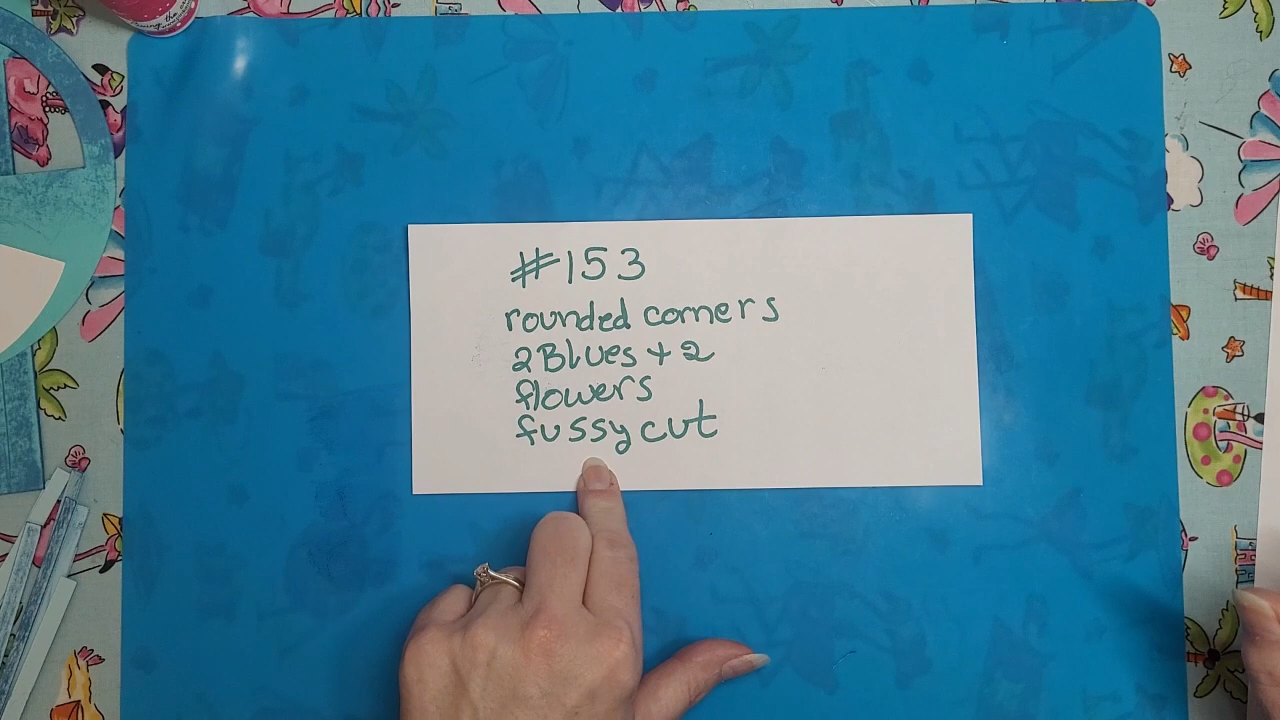 #153
rounded corners
2Blues + 2
flowers
fussy cut